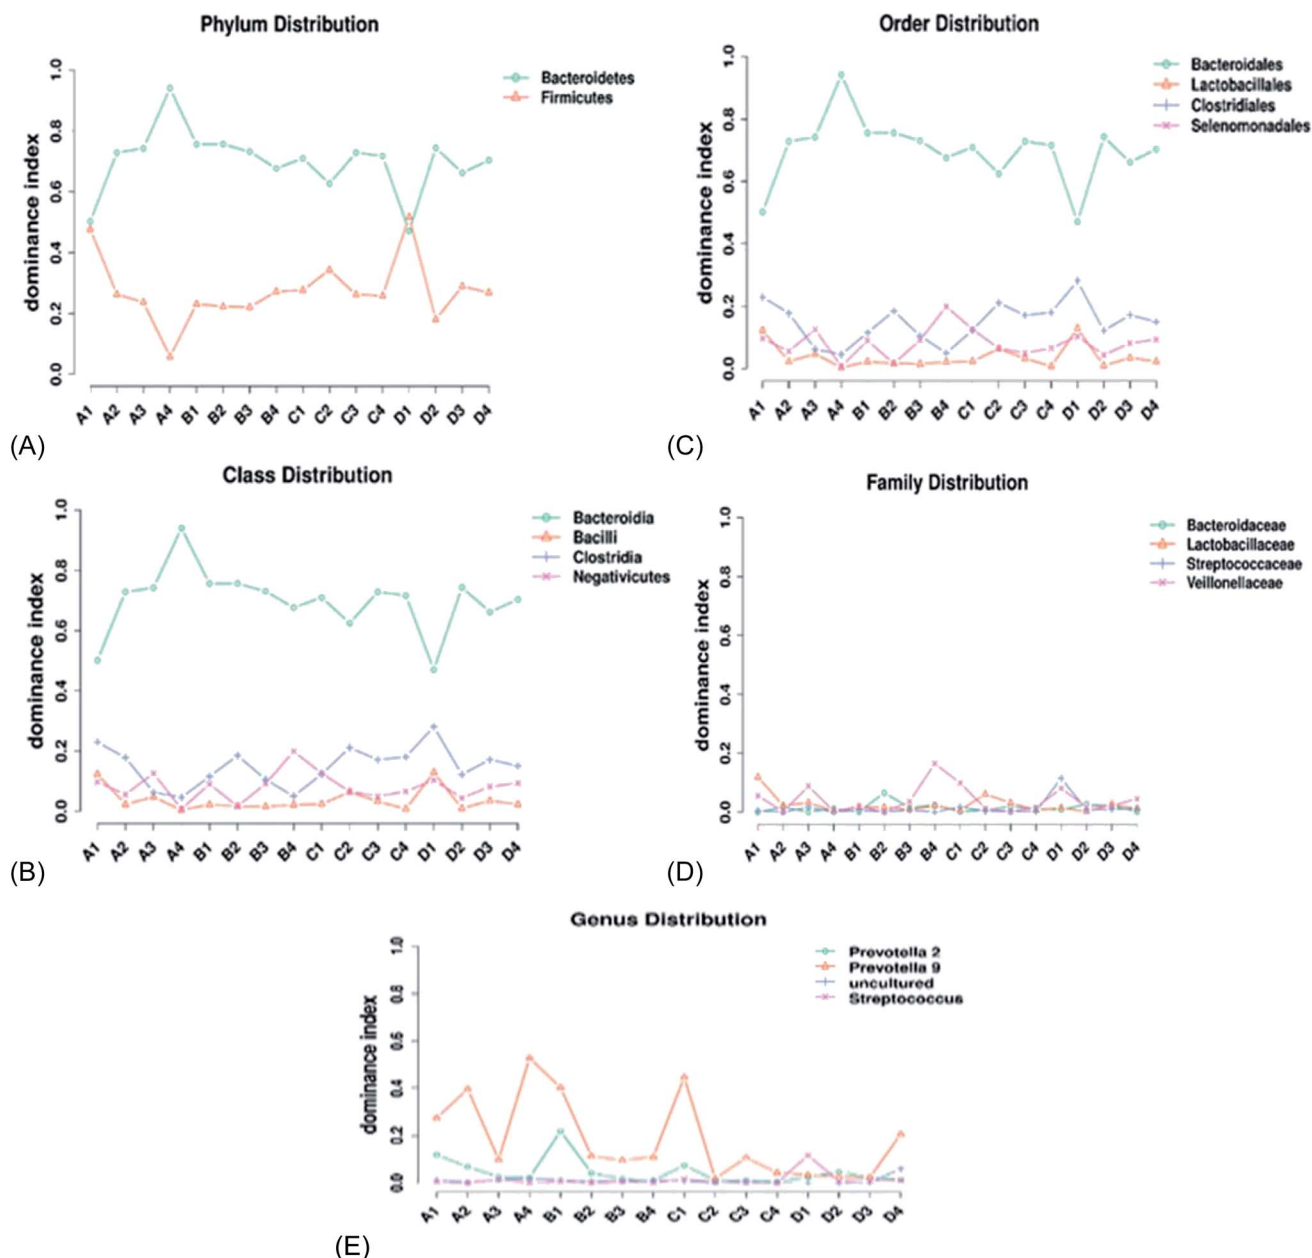 Phylum Distribution
dominance index
1.0
0.8
0.6
0.4
0.2
0.0
Bacteroidetes
Firmicutes
A1 A2 A3 A4 B1 B2 B3 B4 C1 C2 C3 C4 D1 D2 D3 D4
(A)
Order Distribution
dominance index
1.0
0.8
0.6
0.4
0.2
0.0
Bacteroidales
Lactobacillales
Clostridiales
Selenomonadales
A1 A2 A3 A4 B1 B2 B3 B4 C1 C2 C3 C4 D1 D2 D3 D4
(C)
Class Distribution
dominance index
1.0
0.8
0.6
0.4
0.2
0.0
Bacteroidia
Bacilli
Clostridia
Negativicutes
A1 A2 A3 A4 B1 B2 B3 B4 C1 C2 C3 C4 D1 D2 D3 D4
(B)
Family Distribution
dominance index
1.0
0.8
0.6
0.4
0.2
0.0
Bacteroidaceae
Lactobacillaceae
Streptococcaceae
Veillonellaceae
A1 A2 A3 A4 B1 B2 B3 B4 C1 C2 C3 C4 D1 D2 D3 D4
(D)
Genus Distribution
dominance index
1.0
0.8
0.6
0.4
0.2
0.0
Prevotella 2
Prevotella 9
uncultured
Streptococcus
A1 A2 A3 A4 B1 B2 B3 B4 C1 C2 C3 C4 D1 D2 D3 D4
(E)